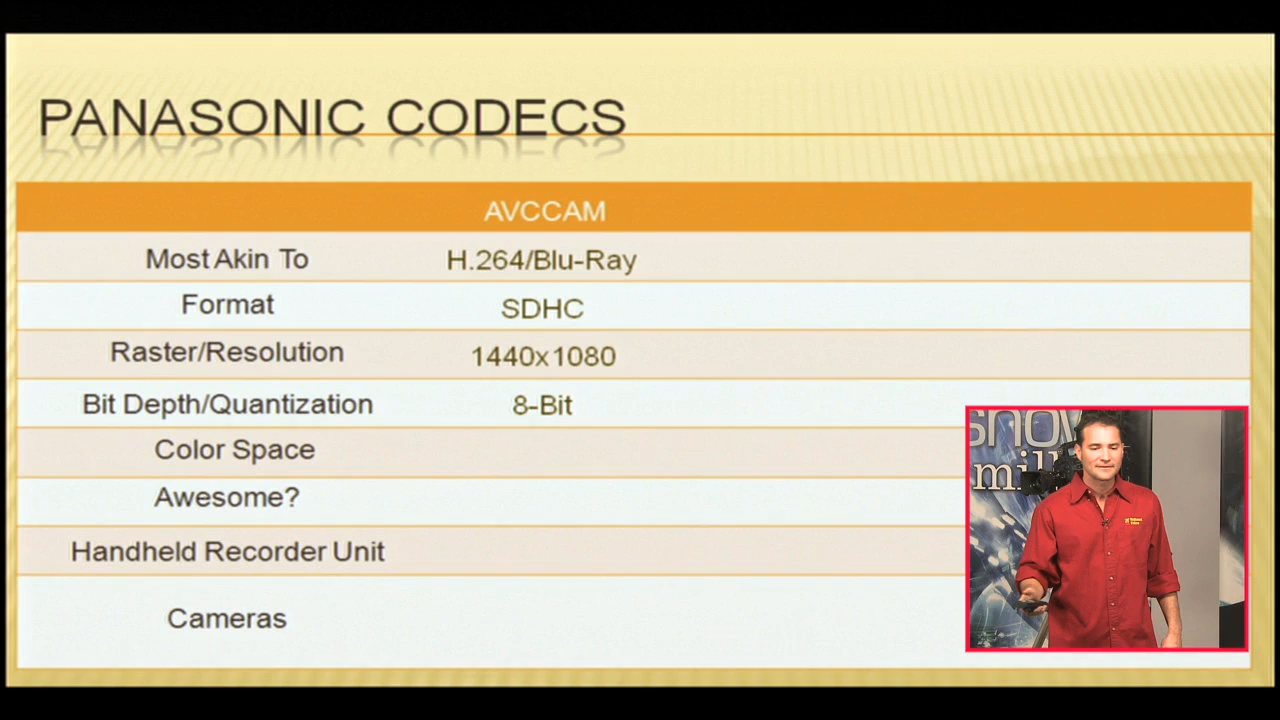 PANASONIC CODECS
AVCCAM
Most Akin To H.264/Blu-Ray
Format SDHC
Raster/Resolution 1440x1080
Bit Depth/Quantization 8-Bit
Color Space
Awesome?
Handheld Recorder Unit
Cameras